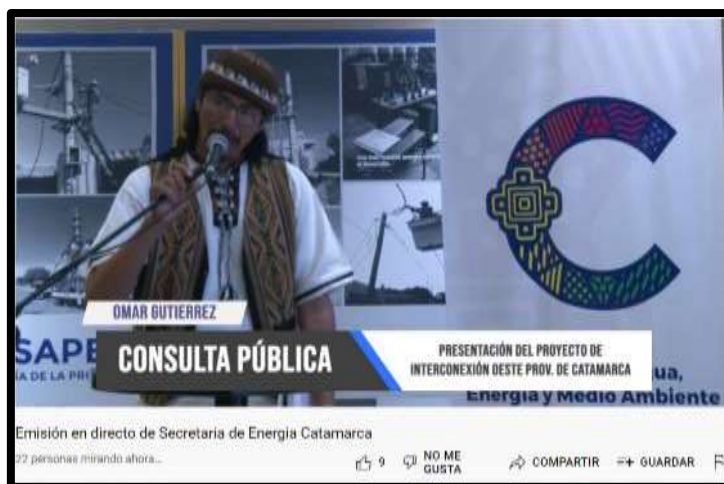 OMAR GUTIERREZ
SAPE
CONSULTA PÚBLICA
PRESENTACIÓN DEL PROYECTO DE
INTERCONEXIÓN OESTE PROV. DE CATAMARCA
ÍA DE LA PR
ua,
Energía y Medio Ambiente
Emisión en directo de Secretaria de Energia Catamarca
22 personas mirando ahora...
9
NO ME
GUSTA
COMPARTIR
GUARDAR